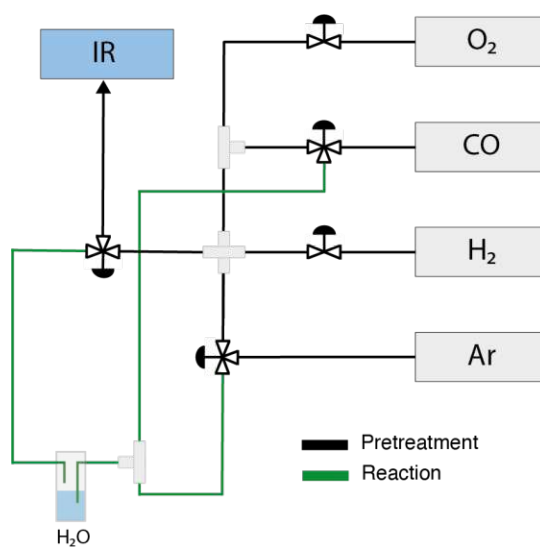 O₂
IR
CO
H₂
Ar
Pretreatment
Reaction
H₂O